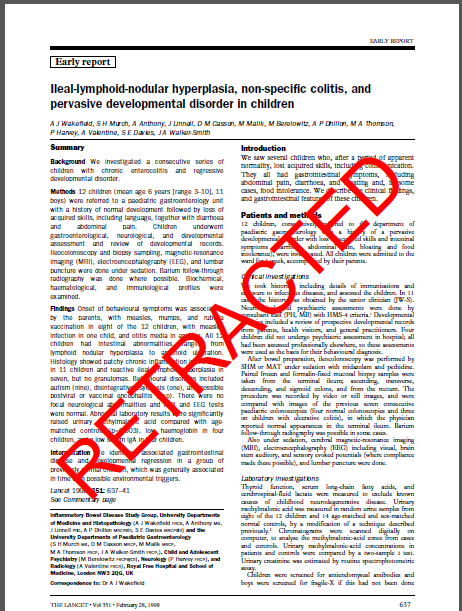 EARLY REPORT
Early report
Ileal-lymphoid-nodular hyperplasia, non-specific colitis, and
pervasive developmental disorder in children
A J Wakefield, S H Murch, A Anthony, J Linnell, D M Casson, M Malik, M Berelowitz, A P Dhillon, M A Thomson,
P Harvey, A Valentine, S E Davies, J A Walker-Smith
Summary
Background We investigated a consecutive series of
children with chronic enterocolitis and regressive
developmental disorder.
Methods 12 children (mean age 6 years [range 3–10], 11
boys) were referred to a paediatric gastroenterology unit
with a history of normal development followed by loss of
acquired skills, including language, together with diarrhoea
and abdominal pain. Children underwent
gastroenterological, neurological, and developmental
assessment and review of developmental records.
Ileocolonoscopy and biopsy sampling, magnetic-resonance
imaging (MRI), electroencephalography (EEG), and lumbar
puncture were done under sedation. Barium follow-through
radiography was done where possible. Biochemical,
haematological, and immunological profiles were
examined.
Findings Onset of behavioural symptoms was associated
by the parents, with measles, mumps, and rubella
vaccination in eight of the 12 children, with measles
infection in one child, and otitis media in another. All 12
children had intestinal abnormalities, ranging from
lymphoid nodular hyperplasia to aphthoid ulceration.
Histology showed patchy chronic inflammation in
in 11 children and reactive ileal lymphoid hyperplasia in
seven, but no granulomas. Behavioural disorders included
autism (nine), disintegrative psychosis (one), and possible
postviral or vaccinal encephalitis (two). There were no
focal neurological abnormalities and MRI and EEG tests
were normal. Abnormal laboratory results were significantly
raised urinary methylmalonic acid compared with age-
matched controls low haemoglobin in four
children, and a low serum IgA in four children.
Interpretation We identified associated gastrointestinal
disease and developmental regression in a group of
previously normal children, which was generally associated
in time with possible environmental triggers.
Lancet 1998; 351: 637–41
See Commentary page
Inflammatory Bowel Disease Study Group, University Departments
of Medicine and Histopathology (A J Wakefield FRCS, A Anthony MB,
J Linnell PhD, A P Dhillon MRCPath, S E Davies MRCPath) and the
University Departments of Paediatric Gastroenterology
(S H Murch MB, D M Casson MRCP, M Malik MRCP,
M A Thomson FRCP, J A Walker-Smith FRCP), Child and Adolescent
Psychiatry (M Berelowitz FRCPsych), Neurology (P Harvey FRCP), and
Radiology (A Valentine FRCR), Royal Free Hospital and School of
Medicine, London NW3 2QG, UK
Correspondence to: Dr A J Wakefield
Introduction
We saw several children who, after a period of apparent
normality, lost acquired skills, including communication.
They all had gastrointestinal symptoms, including
abdominal pain, diarrhoea, and bloating and, in some
cases, food intolerance. We describe the clinical findings,
and gastrointestinal features of these children.
Patients and methods
12 children, consecutively referred to the department of
paediatric gastroenterology with a history of a pervasive
developmental disorder with loss of acquired skills and intestinal
symptoms (diarrhoea, abdominal pain, bloating and food
intolerance), were investigated. All children were admitted to the
ward for 1 week, accompanied by their parents.
Clinical investigations
We took histories, including details of immunisations and
exposure to infectious diseases, and assessed the children. In 11
cases the history was obtained by the senior clinician (JW-S).
Neurological and psychiatric assessments were done by
consultant staff (PH, MB) with HMS-4 criteria.¹ Developmental
histories included a review of prospective developmental records
from parents, health visitors, and general practitioners. Four
children did not undergo psychiatric assessment in hospital; all
had been assessed professionally elsewhere, so these assessments
were used as the basis for their behavioural diagnosis.
After bowel preparation, ileocolonoscopy was performed by
SHM or MAT under sedation with midazolam and pethidine.
Paired frozen and formalin-fixed mucosal biopsy samples were
taken from the terminal ileum; ascending, transverse,
descending, and sigmoid colons, and from the rectum. The
procedure was recorded by video or still images, and were
compared with images of the previous seven consecutive
paediatric colonoscopies (four normal colonoscopies and three
on children with ulcerative colitis), in which the physician
reported normal appearances in the terminal ileum. Barium
follow-through radiography was possible in some cases.
Also under sedation, cerebral magnetic-resonance imaging
(MRI), electroencephalography (EEG) including visual, brain
stem auditory, and sensory evoked potentials (where compliance
made these possible), and lumbar puncture were done.
Laboratory investigations
Thyroid function, serum long-chain fatty acids, and
cerebrospinal-fluid lactate were measured to exclude known
causes of childhood neurodegenerative disease. Urinary
methylmalonic acid was measured in random urine samples from
eight of the 12 children and 14 age-matched and sex-matched
normal controls, by a modification of a technique described
previously.² Chromatograms were scanned digitally on
computer, to analyse the methylmalonic-acid zones from cases
and controls. Urinary methylmalonic-acid concentrations in
patients and controls were compared by a two-sample t test.
Urinary creatinine was estimated by routine spectrophotometric
assay.
Children were screened for antiendomyseal antibodies and
boys were screened for fragile-X if this had not been done
RETRACTED
THE LANCET • Vol 351 • February 28, 1998
637